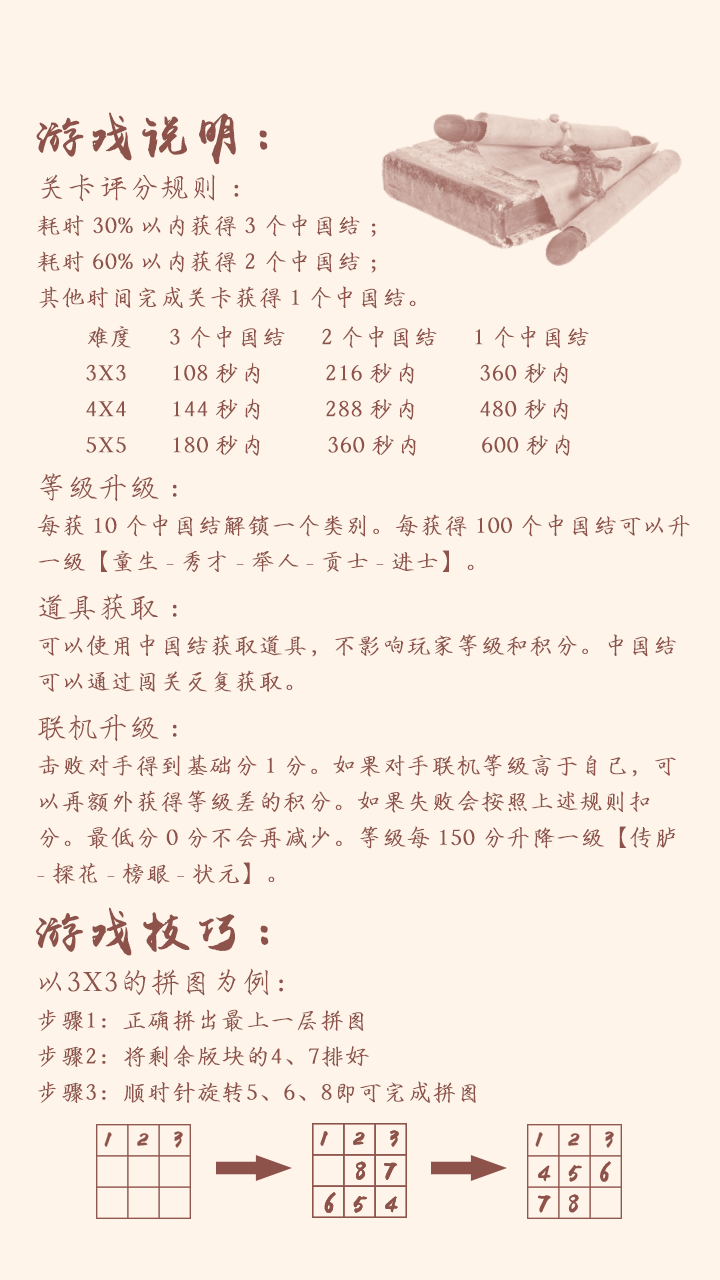 游戏说明：
关卡评分规则：
耗时 30% 以内获得 3 个中国结；
耗时 60% 以内获得 2 个中国结；
其他时间完成关卡获得 1 个中国结。
难度 3 个中国结 2 个中国结 1 个中国结
3X3 108 秒内 216 秒内 360 秒内
4X4 144 秒内 288 秒内 480 秒内
5X5 180 秒内 360 秒内 600 秒内
等级升级：
每获 10 个中国结解锁一个类别。每获得 100 个中国结可以升
一级【童生 - 秀才 - 举人 - 贡士 - 进士】。
道具获取：
可以使用中国结获取道具，不影响玩家等级和积分。中国结
可以通过闯关反复获取。
联机升级：
击败对手得到基础分 1 分。如果对手联机等级高于自己，可
以再额外获得等级差的积分。如果失败会按照上述规则扣
分。最低分 0 分不会再减少。等级每 150 分升降一级【传胪
- 探花 - 榜眼 - 状元】。
游戏技巧：
以3X3的拼图为例：
步骤1：正确拼出最上一层拼图
步骤2：将剩余版块的4、7排好
步骤3：顺时针旋转5、6、8即可完成拼图
1 2 3
1 2 3
8 7
6 5 4
1 2 3
4 5 6
7 8